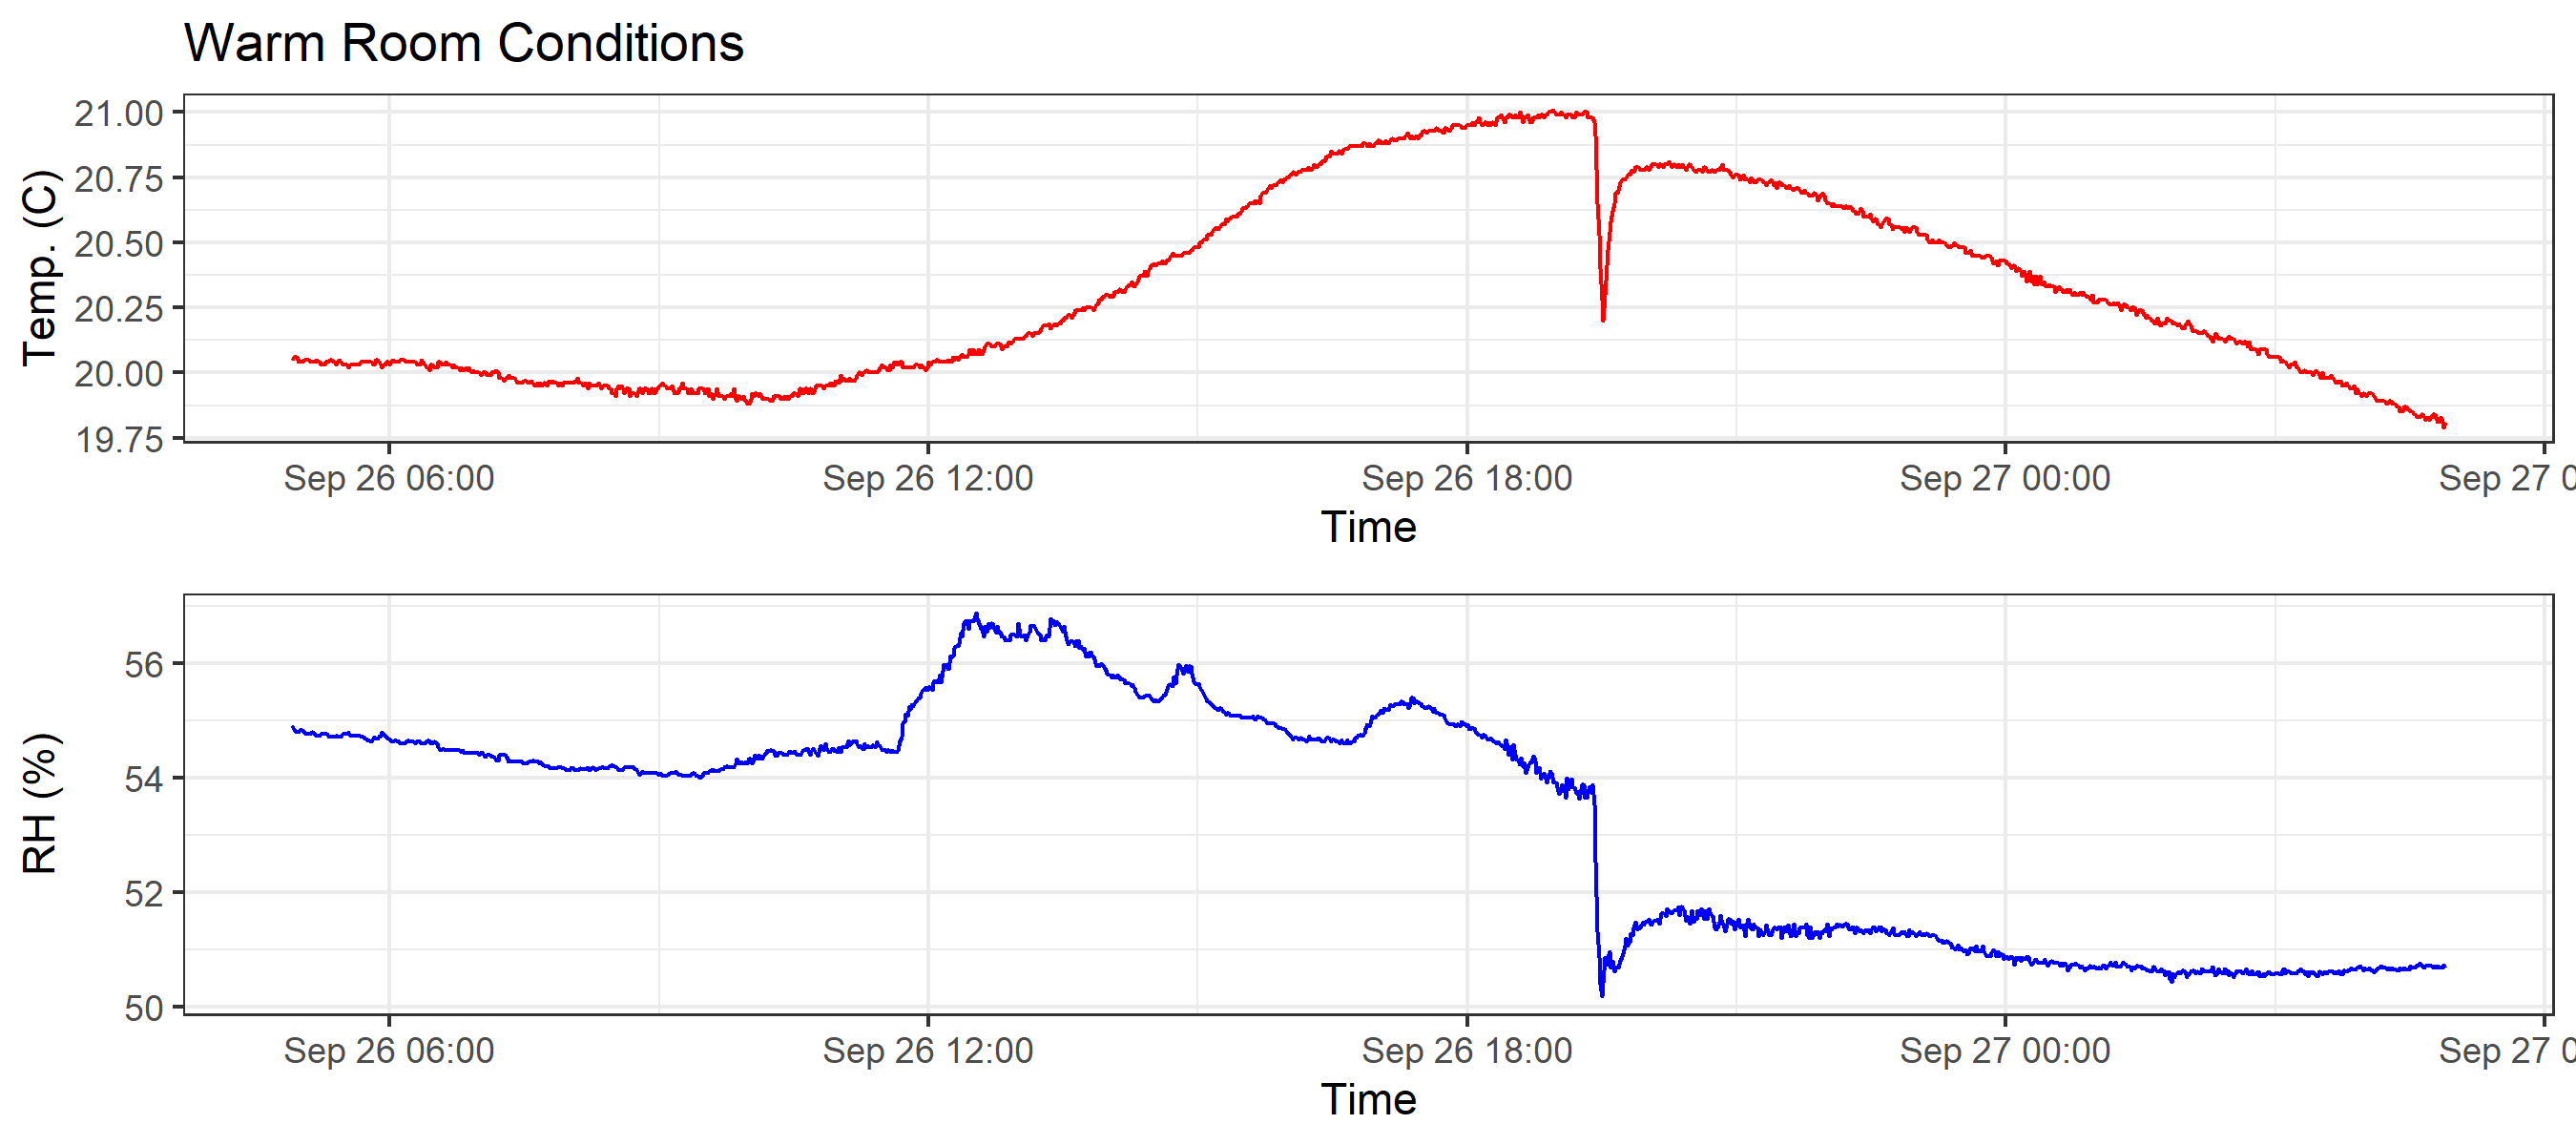 Warm Room Conditions
Temp. (C)
21.00
20.75
20.50
20.25
20.00
19.75
Sep 26 06:00 Sep 26 12:00 Sep 26 18:00 Sep 27 00:00 Sep 27 0
Time
RH (%)
56
54
52
50
Sep 26 06:00 Sep 26 12:00 Sep 26 18:00 Sep 27 00:00 Sep 27 0
Time